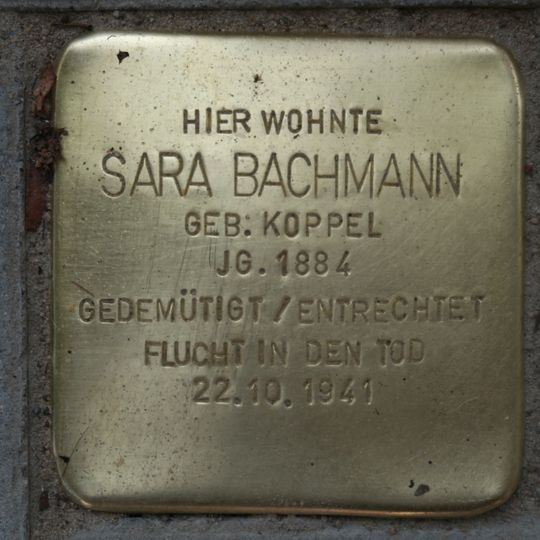 HIER WOHNTE
SARA BACHMANN
GEB: KOPPEL
JG. 1884
GEDEMÜTIGT / ENTRECHTET
FLUCHT IN DEN TOD
22.10.1941